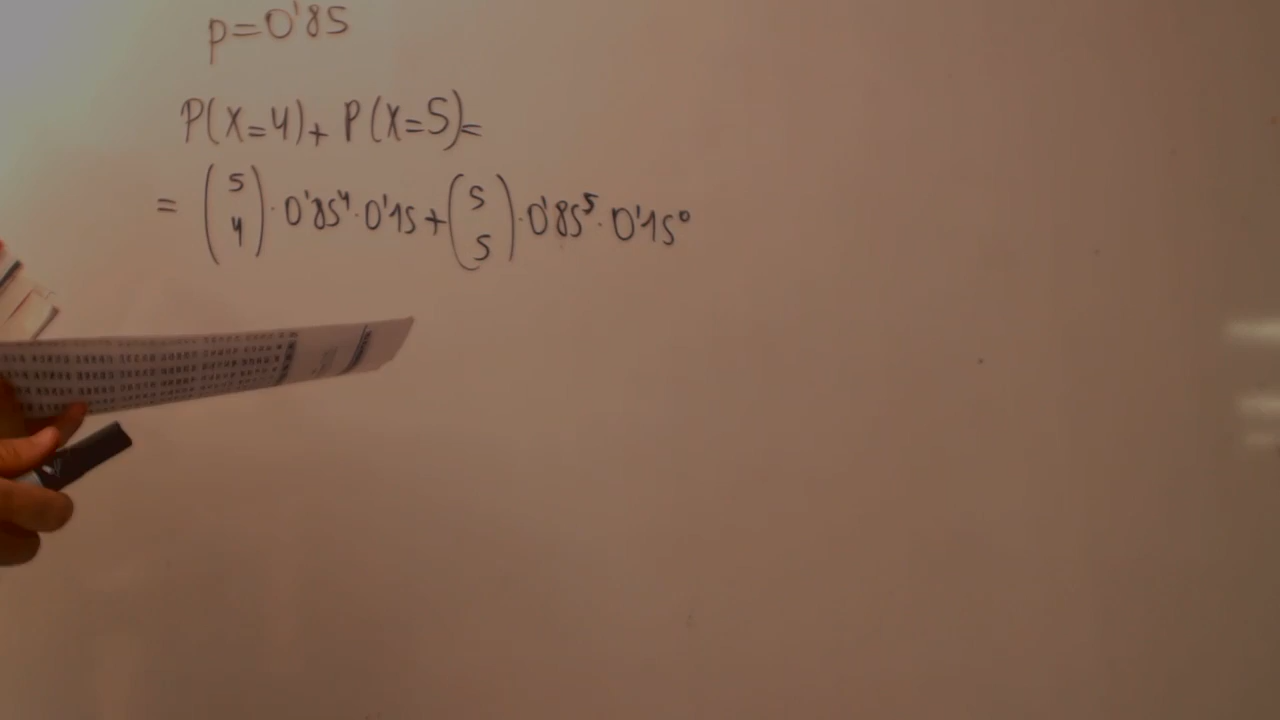 p=0'85
P(X=4)+ P(X=5)=
= (5 4) · 0'85⁴ · 0'15 + (5 5) · 0'85⁵ · 0'15⁰